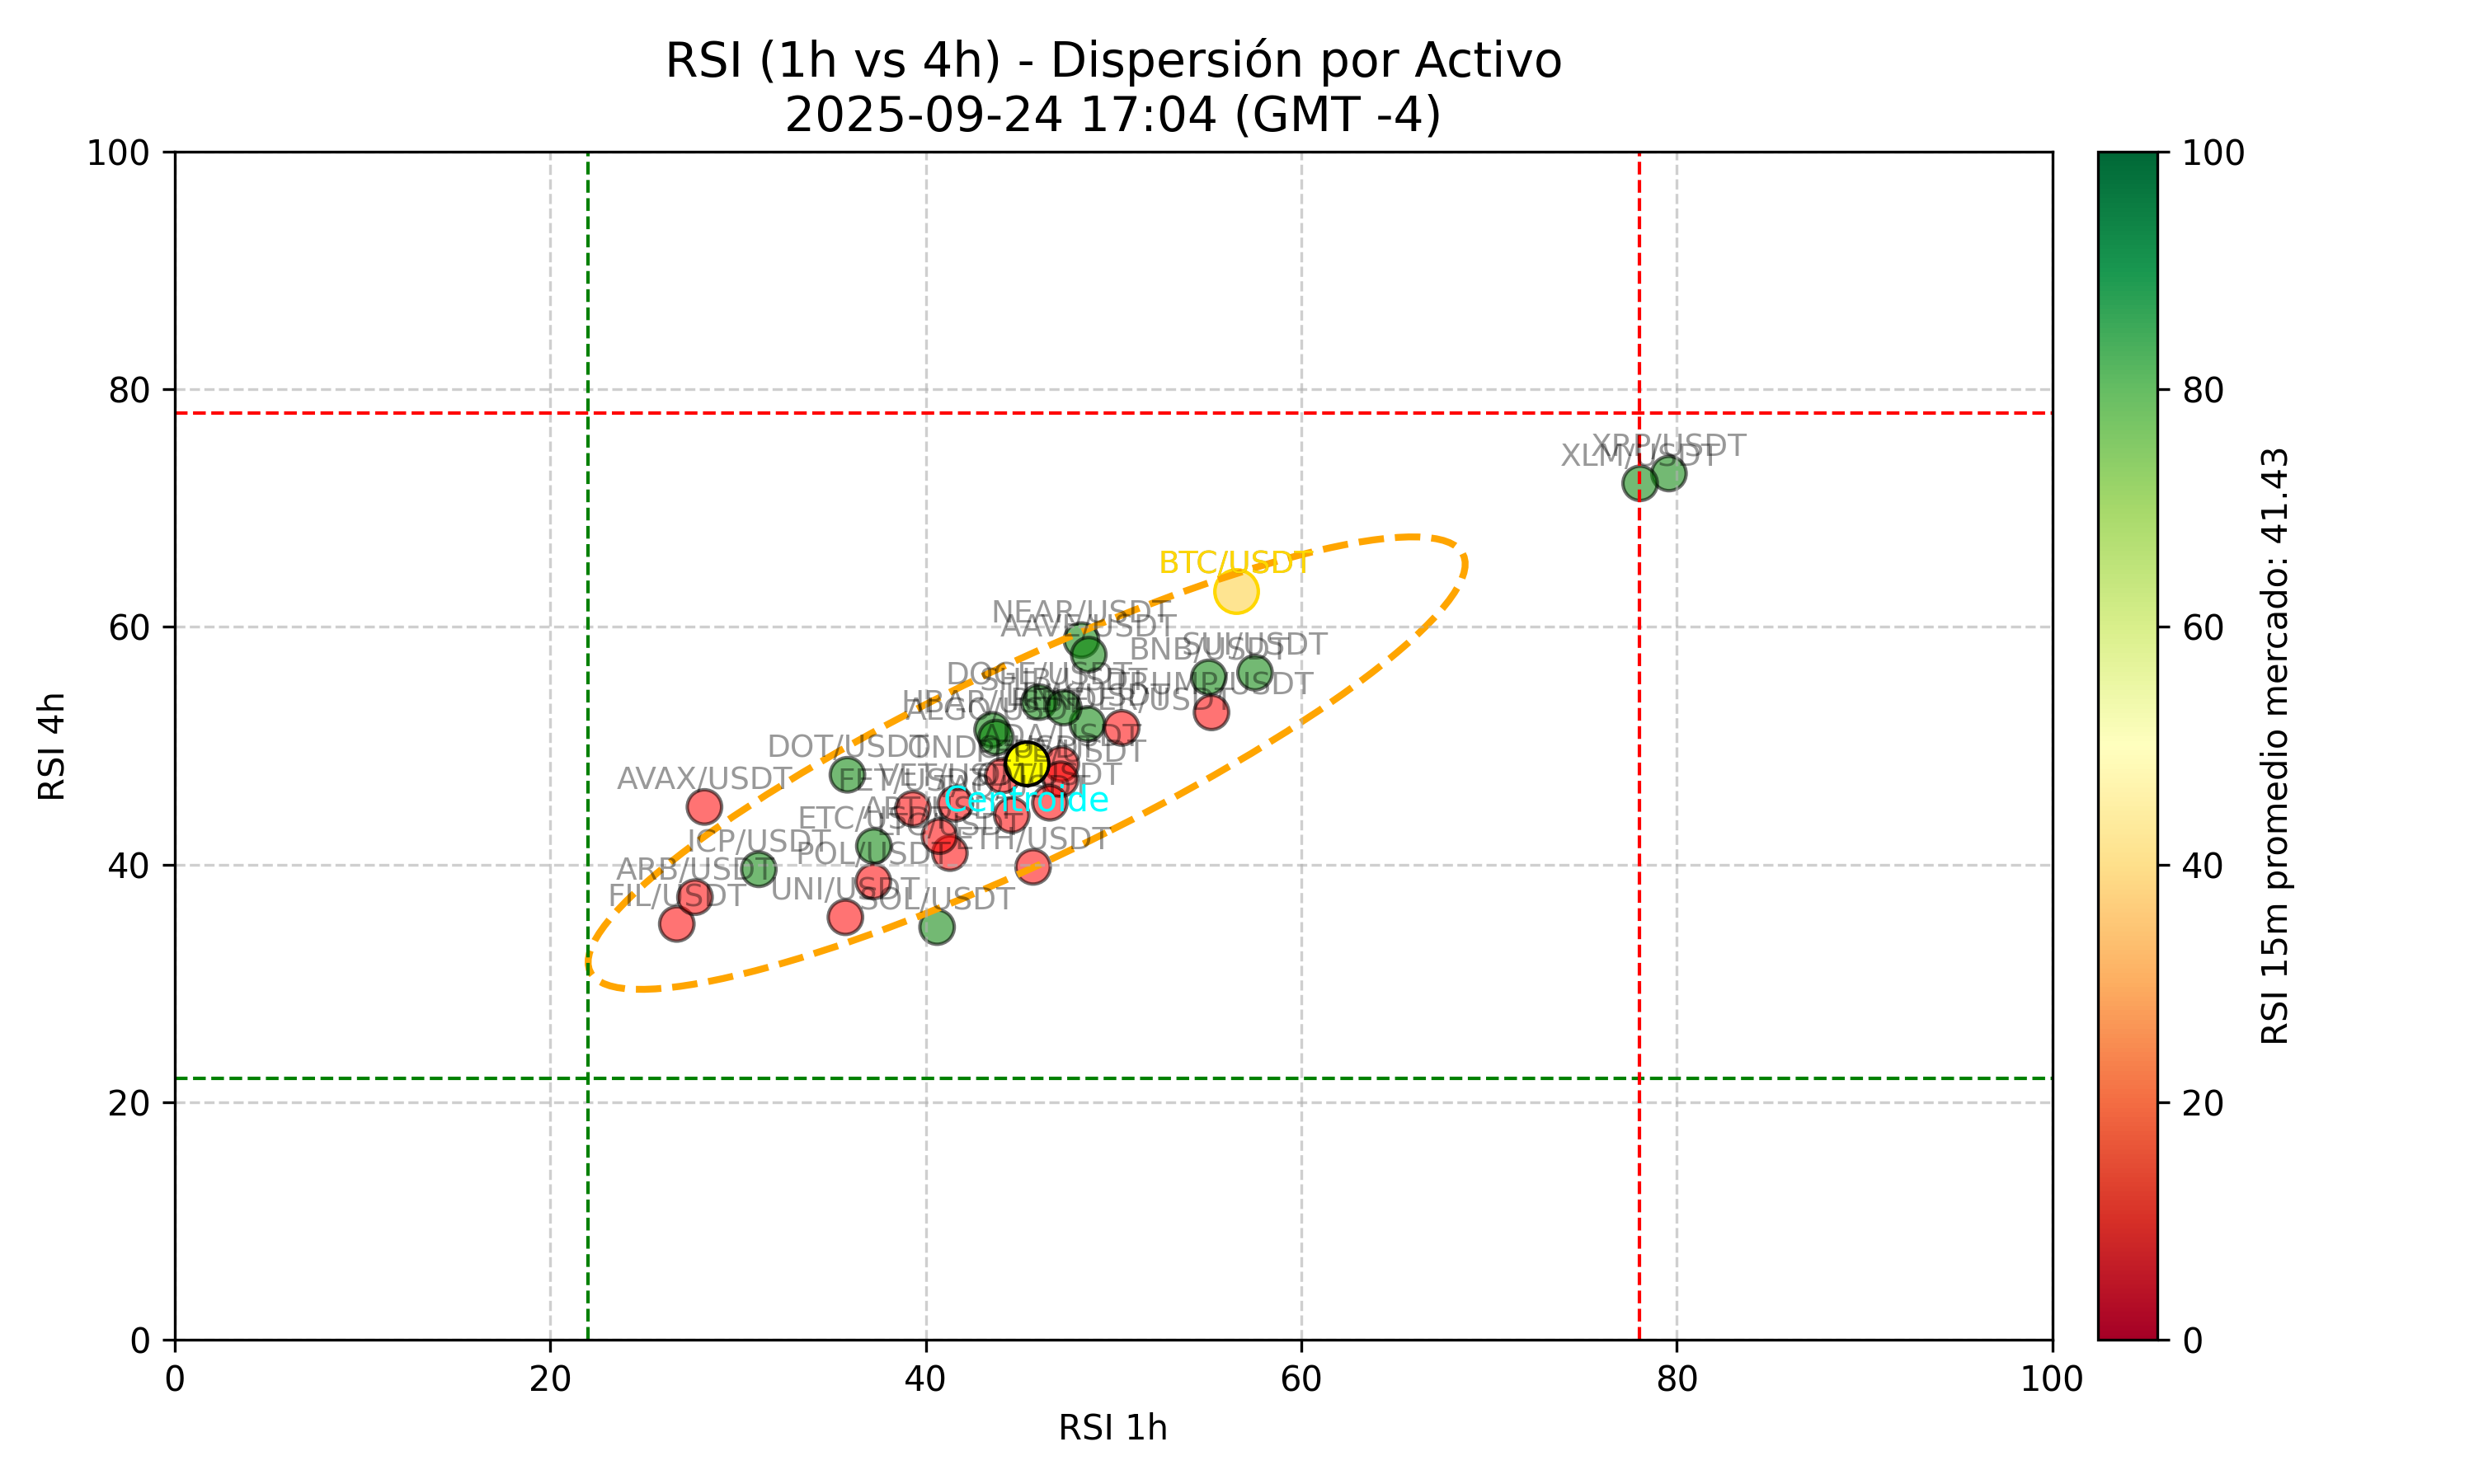 RSI (1h vs 4h) - Dispersión por Activo
2025-09-24 17:04 (GMT -4)
100
80
60
40
20
0
RSI 4h
0
20
40
60
80
100
RSI 1h
XRP/USDT
XLM/USDT
BTC/USDT
NEAR/USDT
AAVE/USDT
SUI/USDT
BNB/USDT
DOGE/USDT
TRUMP/USDT
HBAR/
ALGO/
DOT/USDT
AVAX/USDT
FET/USDT
VET/
Centroide
ETC/USDT
ETH/USDT
ICP/USDT
POL/USDT
ARB/USDT
FIL/USDT
UNI/USDT
SOL/USDT
100
80
60
40
20
0
RSI 15m promedio mercado: 41.43